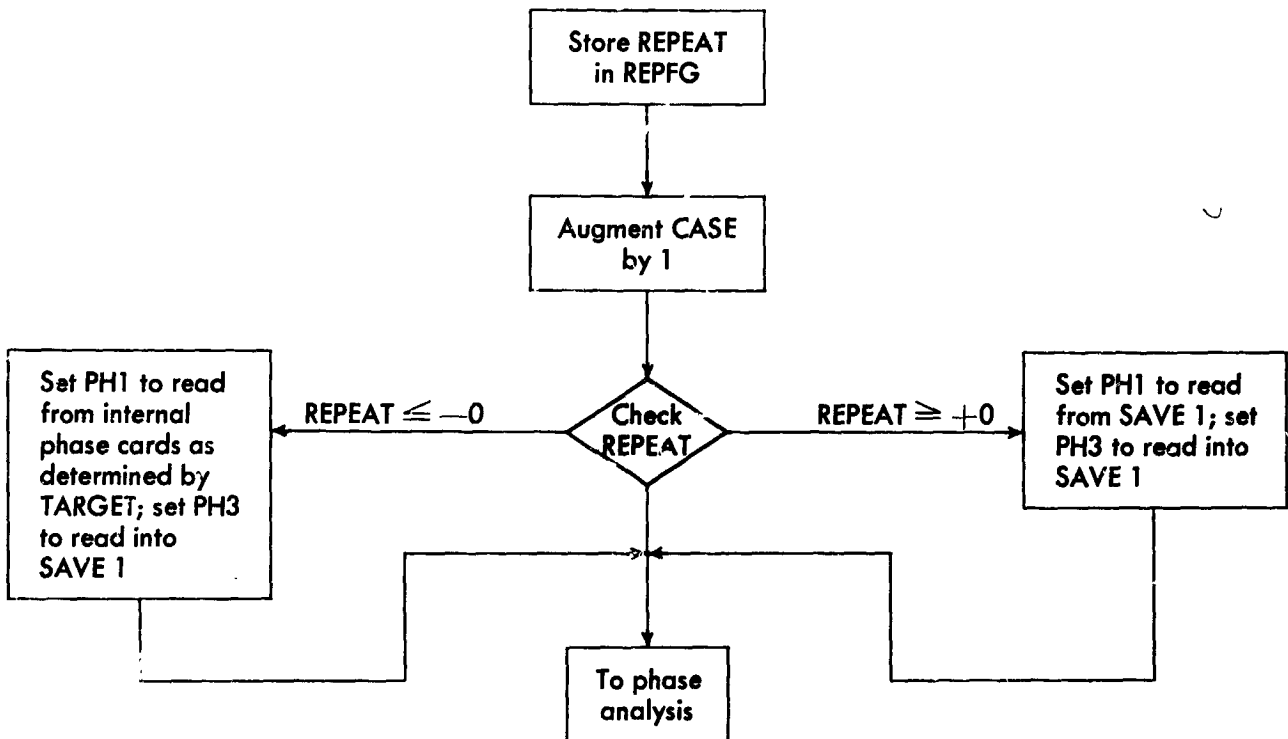 Store REPEAT
in REPFG
Augment CASE
by 1
Check
REPEAT
REPEAT ≦ —0
REPEAT ≧ +0
Set PH1 to read
from internal
phase cards as
determined by
TARGET; set PH3
to read into
SAVE 1
Set PH1 to read
from SAVE 1; set
PH3 to read into
SAVE 1
To phase
analysis